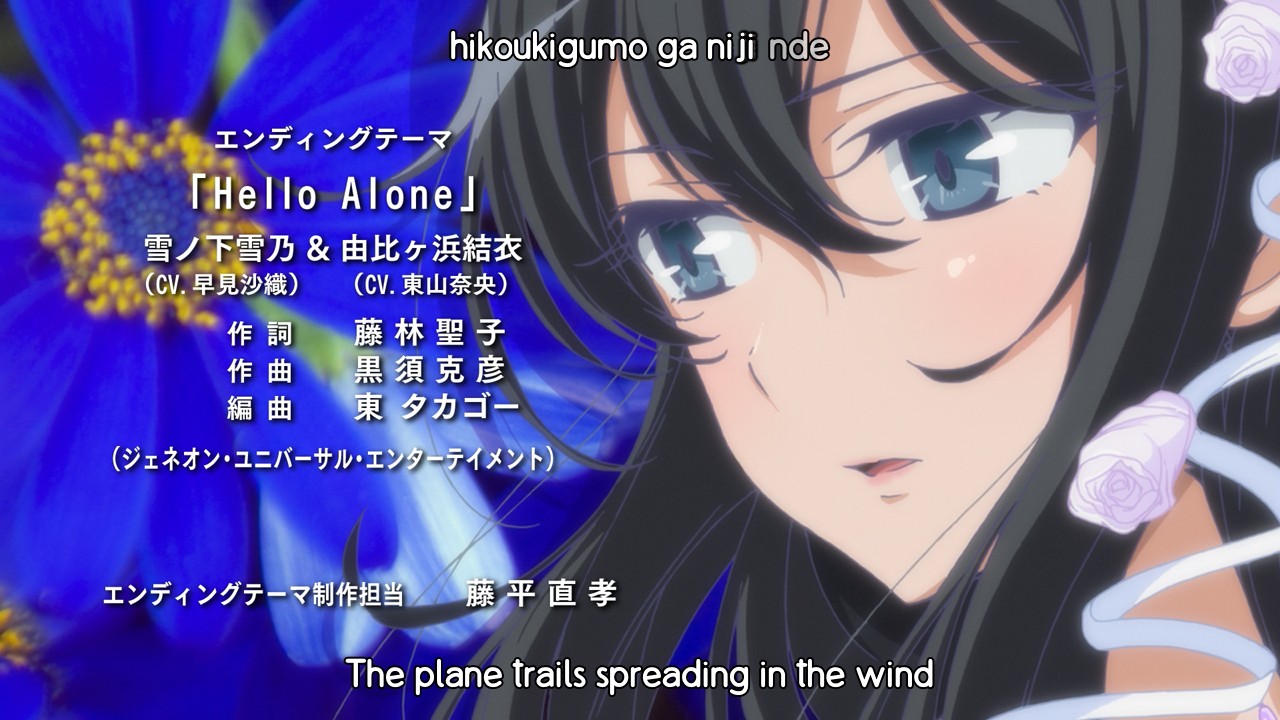 hikoukigumo ga niji nde
エンディングテーマ
「Hello Alone」
雪ノ下雪乃 & 由比ヶ浜結衣
(CV.早見沙織) (CV.東山奈央)
作詞 藤林聖子
作曲 黒須克彦
編曲 東 タカゴー
(ジェネオン・ユニバーサル・エンターテイメント)
エンディングテーマ制作担当 藤平直孝
The plane trails spreading in the wind